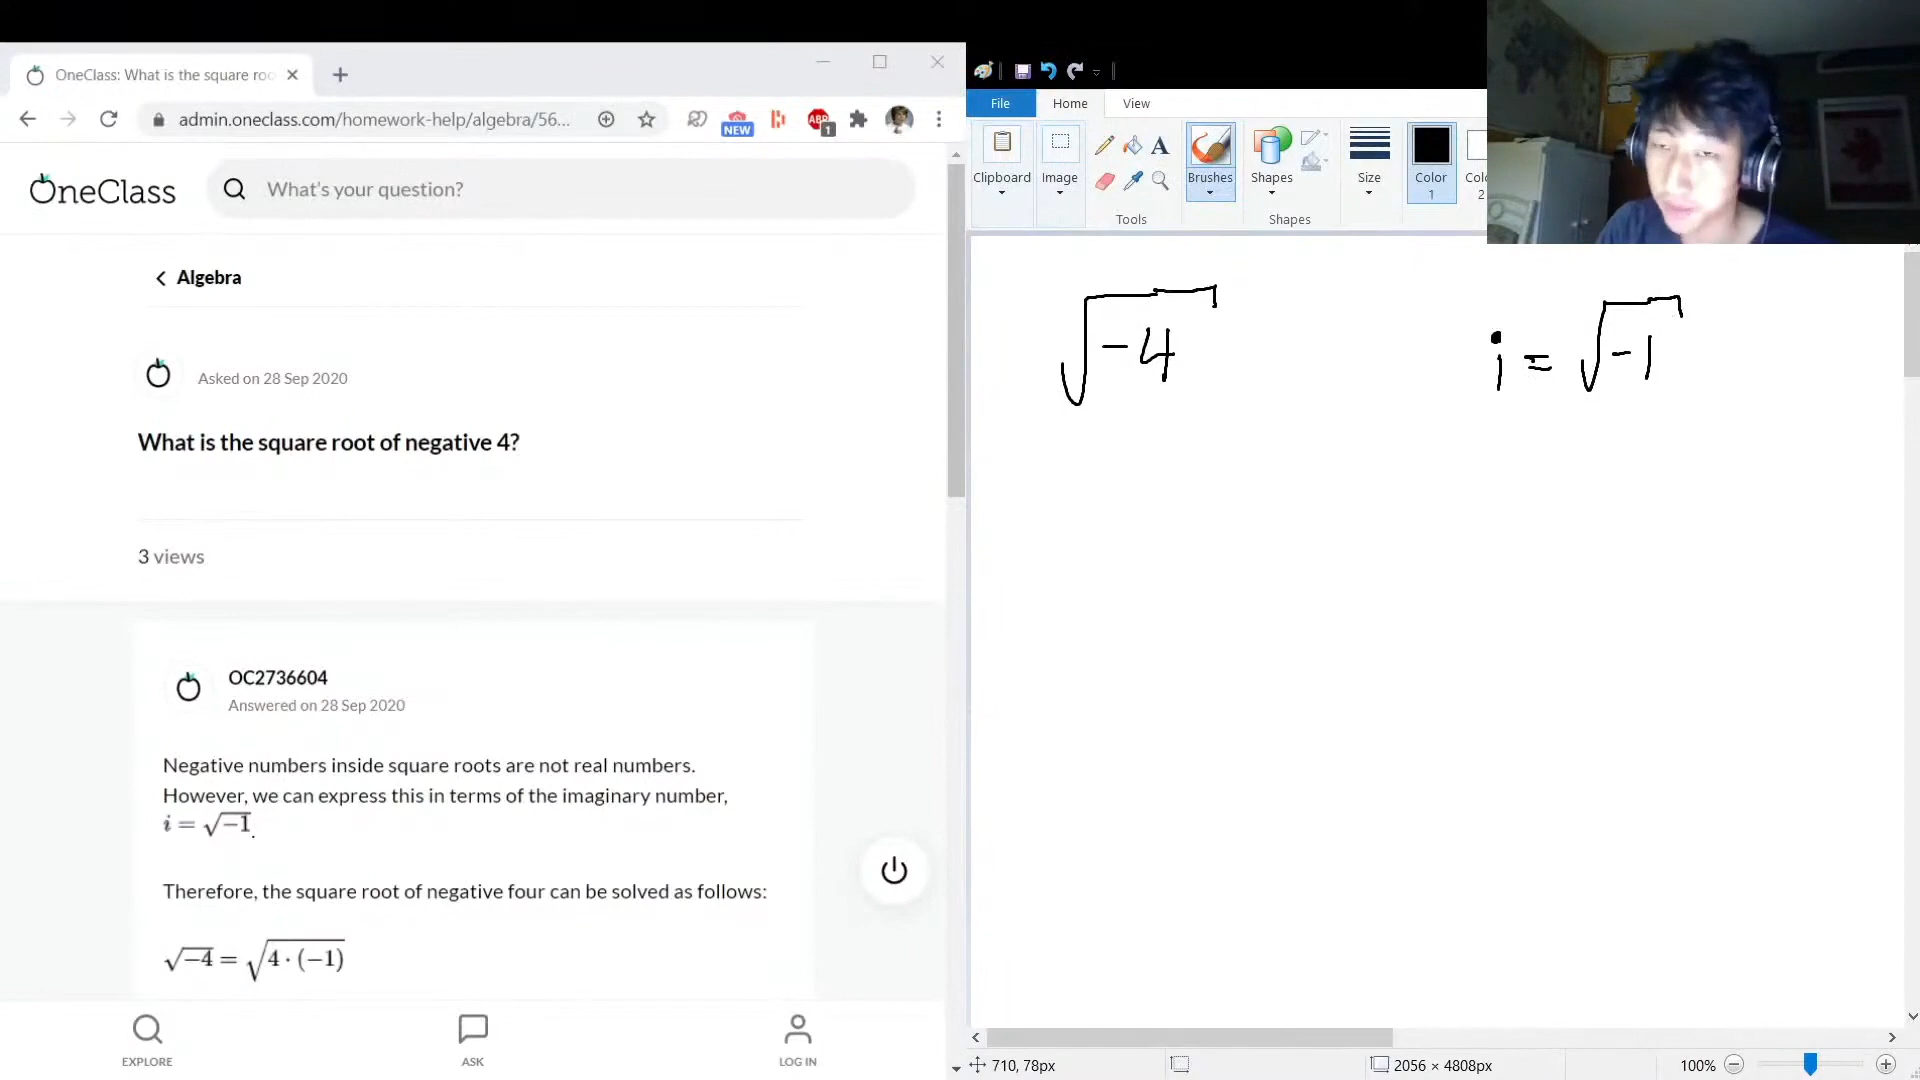 OneClass: What is the square roo
admin.oneclass.com/homework-help/algebra/56...
NEW
ABP
1
OneClass
What's your question?
Algebra
Asked on 28 Sep 2020
What is the square root of negative 4?
3 views
OC2736604
Answered on 28 Sep 2020
Negative numbers inside square roots are not real numbers.
However, we can express this in terms of the imaginary number,
i = √-1.
Therefore, the square root of negative four can be solved as follows:
√-4 = √4 · (-1)
EXPLORE
ASK
LOG IN
File
Home
View
Clipboard
Image
A
Tools
Brushes
Shapes
Shapes
Size
Color
1
Colo
2
√-4
i = √-1
710, 78px
2056 × 4808px
100%